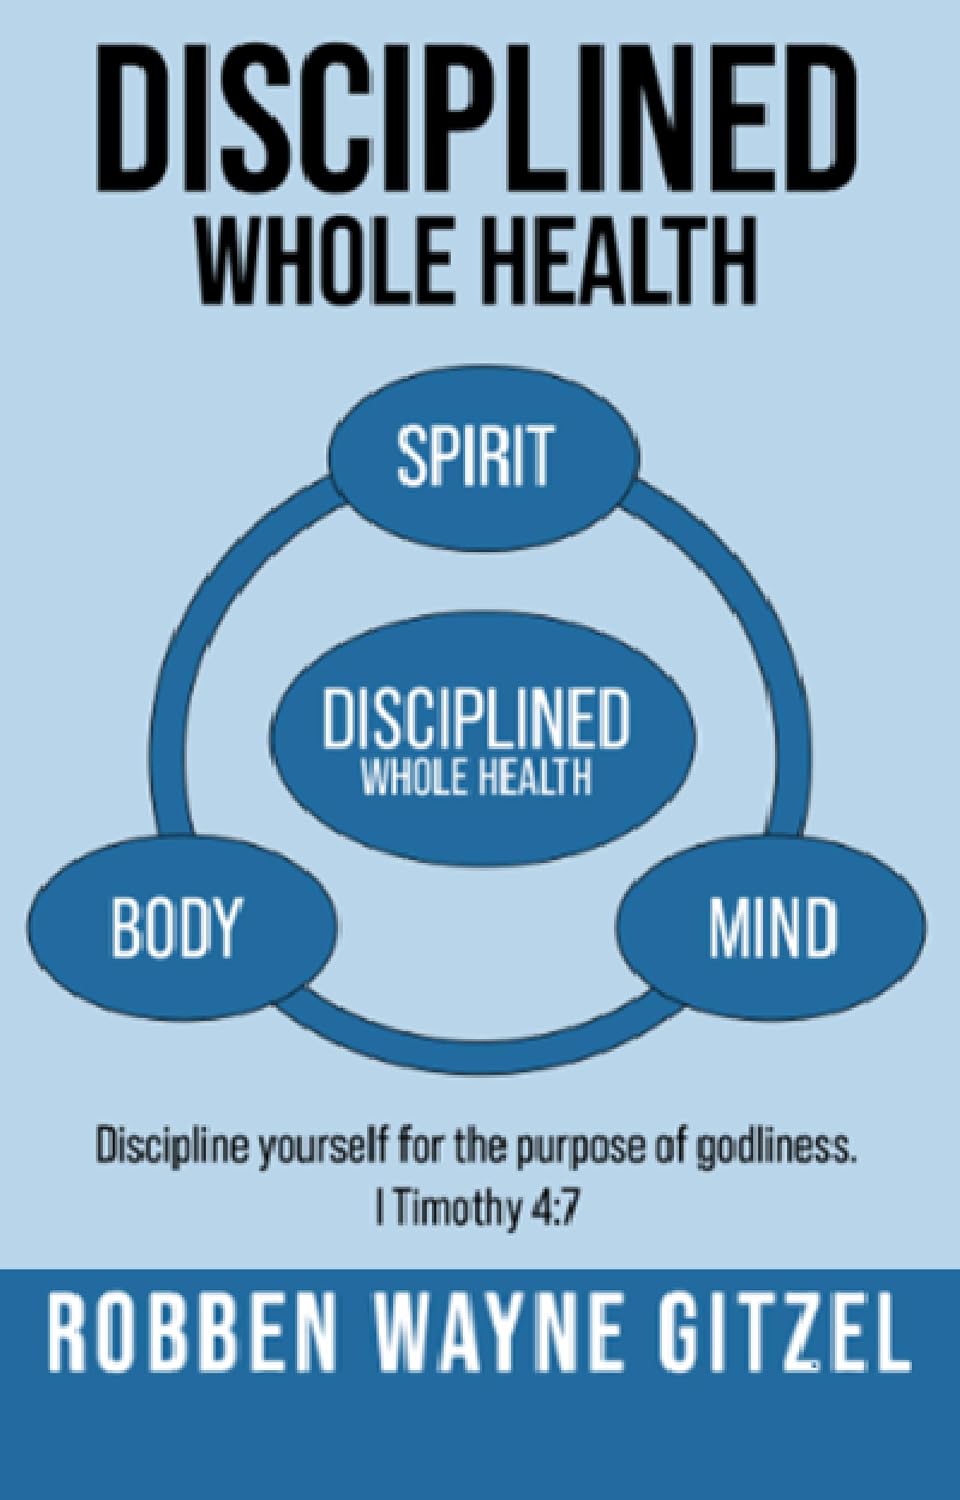 DISCIPLINED
WHOLE HEALTH
SPIRIT
DISCIPLINED
WHOLE HEALTH
BODY
MIND
Discipline yourself for the purpose of godliness.
I Timothy 4:7
ROBBEN WAYNE GITZEL